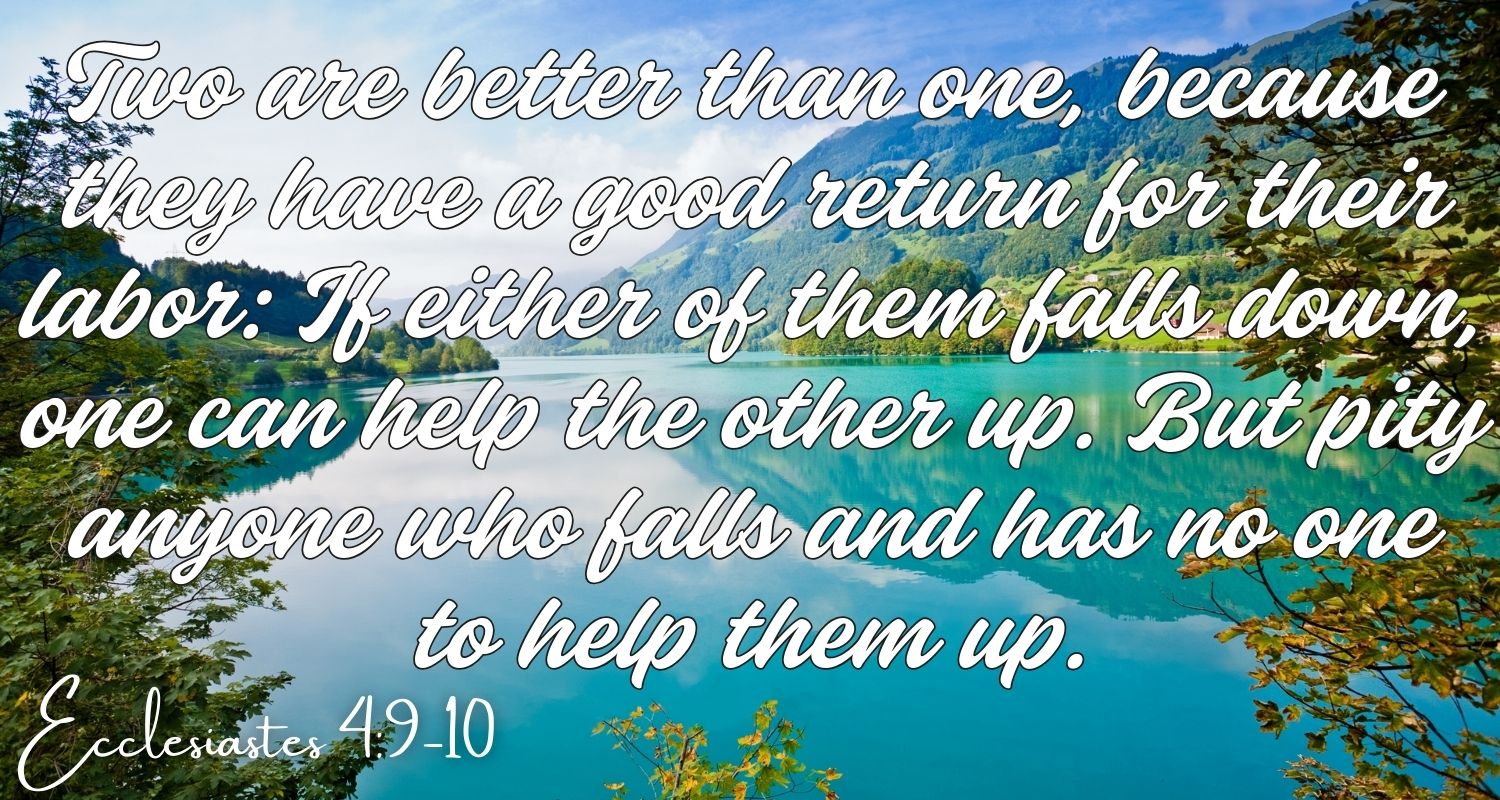 Two are better than one, because
they have a good return for their
labor: If either of them falls down,
one can help the other up. But pity
anyone who falls and has no one
to help them up.
Ecclesiastes 4:9-10